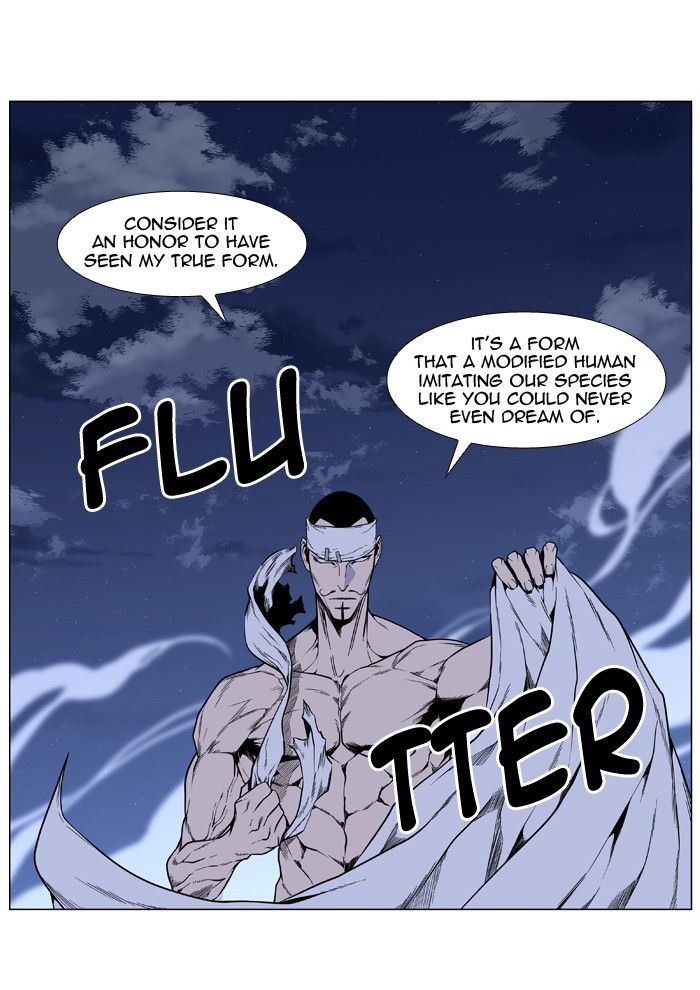 CONSIDER IT
AN HONOR TO HAVE
SEEN MY TRUE FORM.
IT'S A FORM
THAT A MODIFIED HUMAN
IMITATING OUR SPECIES
LIKE YOU COULD NEVER
EVEN DREAM OF.
FLU
TTER